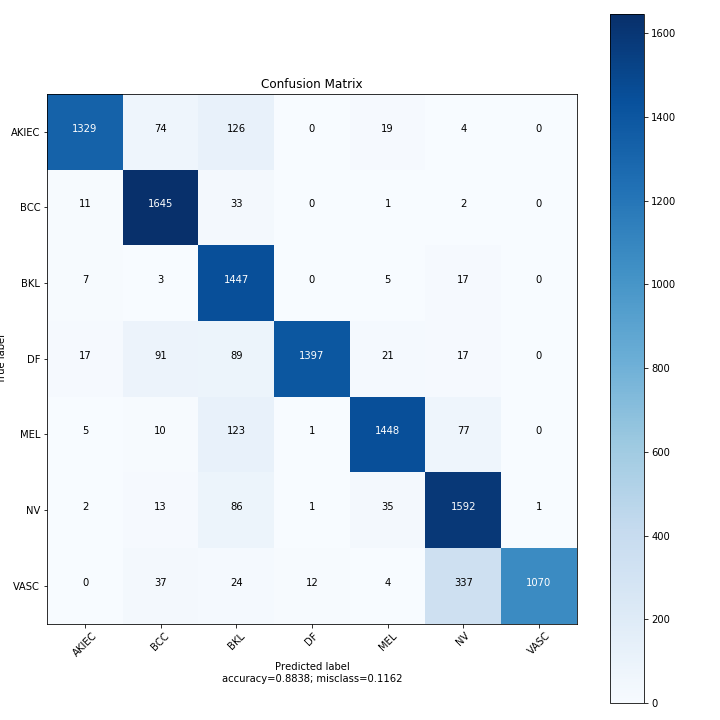 Confusion Matrix
AKIEC 1329 74 126 0 19 4 0
BCC 11 1645 33 0 1 2 0
BKL 7 3 1447 0 5 17 0
DF 17 91 89 1397 21 17 0
MEL 5 10 123 1 1448 77 0
NV 2 13 86 1 35 1592 1
VASC 0 37 24 12 4 337 1070
AKIEC BCC BKL DF MEL NV VASC
Predicted label
accuracy=0.8838; misclass=0.1162
1600
1400
1200
1000
800
600
400
200
0